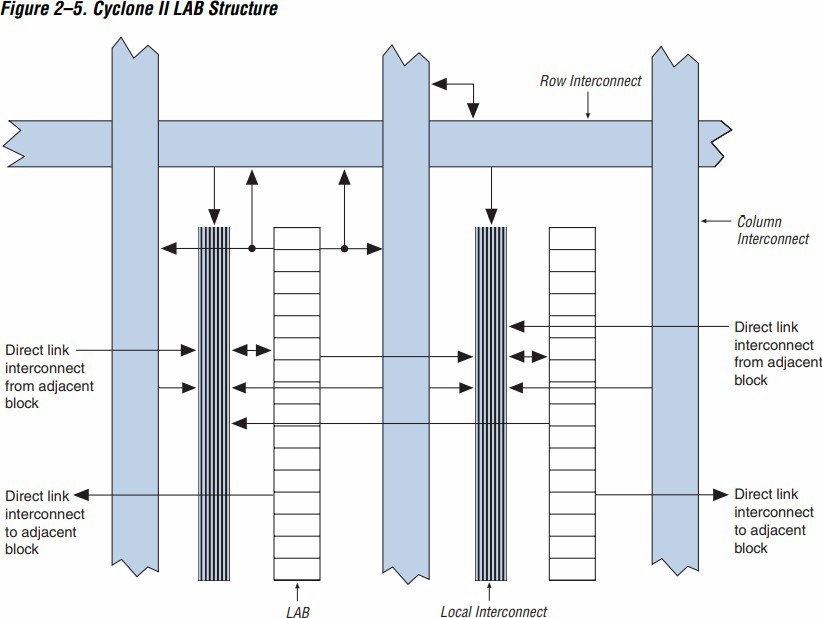 Figure 2–5. Cyclone II LAB Structure
Row Interconnect
Column
Interconnect
Direct link
interconnect
from adjacent
block
Direct link
interconnect
from adjacent
block
Direct link
interconnect
to adjacent
block
Direct link
interconnect
to adjacent
block
LAB
Local Interconnect